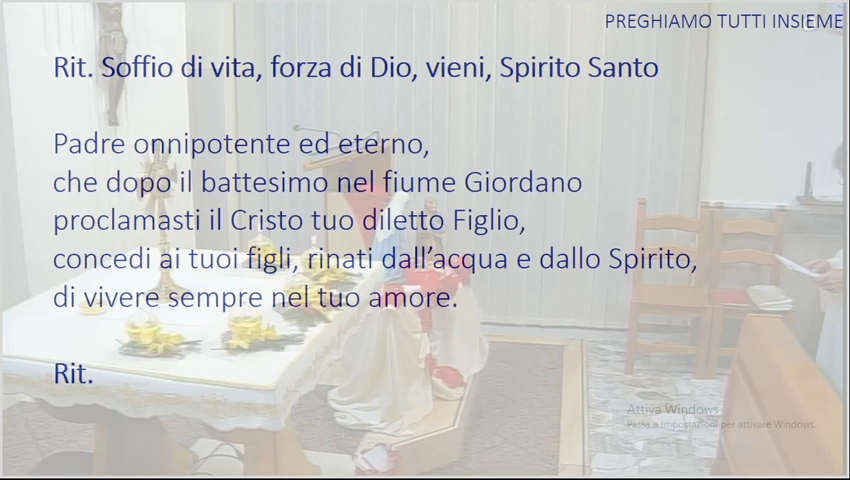 PREGHIAMO TUTTI INSIEME
Rit. Soffio di vita, forza di Dio, vieni, Spirito Santo
Padre onnipotente ed eterno,
che dopo il battesimo nel fiume Giordano
proclamasti il Cristo tuo diletto Figlio,
concedi ai tuoi figli, rinati dall’acqua e dallo Spirito,
di vivere sempre nel tuo amore.
Rit.
Attiva Windows
Passa a Impostazioni per attivare Windows.